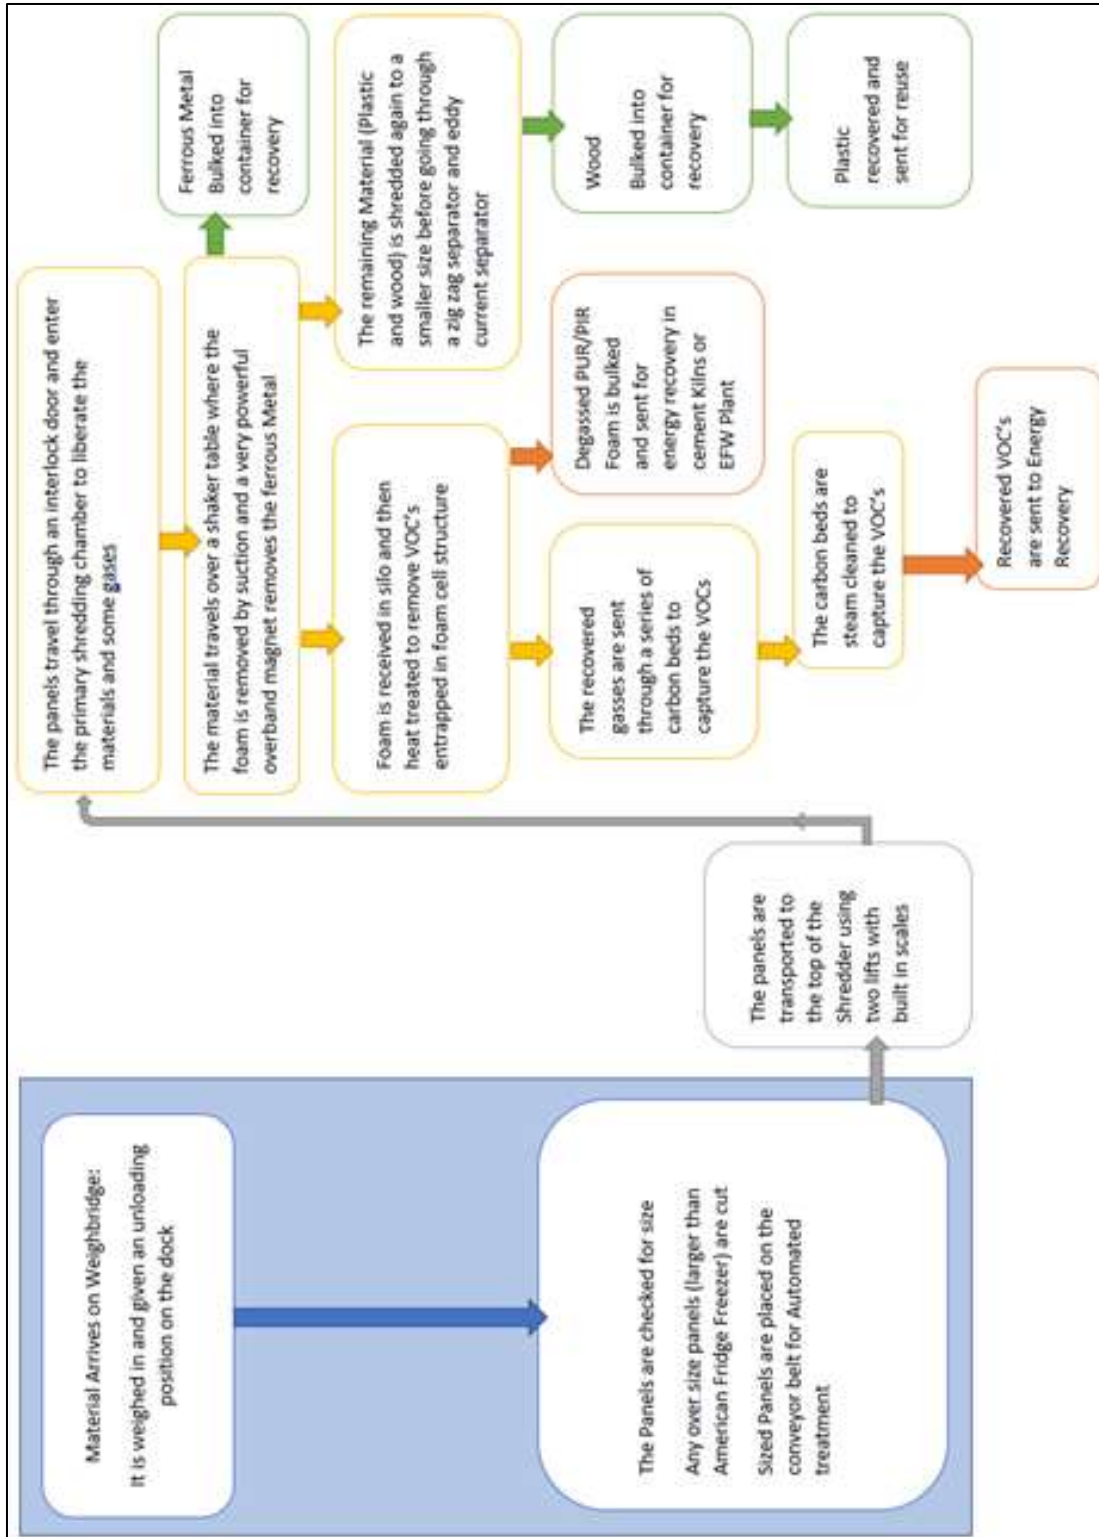 Material Arrives on Weighbridge:
It is weighed in and given an unloading
position on the dock
The Panels are checked for size
Any over size panels (larger than
American Fridge Freezer) are cut
Sized Panels are placed on the
conveyor belt for Automated
treatment
The panels are
transported to
the top of the
Shredder using
two lifts with
built in scales
The panels travel through an interlock door and enter
the primary shredding chamber to liberate the
materials and some gases
The material travels over a shaker table where the
foam is removed by suction and a very powerful
overband magnet removes the ferrous Metal
Ferrous Metal
Bulked into
container for
recovery
Foam is received in silo and then
heat treated to remove VOC's
entrapped in foam cell structure
The remaining Material (Plastic
and wood) is shredded again to a
smaller size before going through
a zig zag separator and eddy
current separator
The recovered
gasses are sent
through a series of
carbon beds to
capture the VOCs
Degassed PUR/PIR
Foam is bulked
and sent for
energy recovery in
cement Kilns or
EFW Plant
Wood
Bulked into
container for
recovery
The carbon beds are
steam cleaned to
capture the VOC's
Plastic
recovered and
sent for reuse
Recovered VOC's
are sent to Energy
Recovery